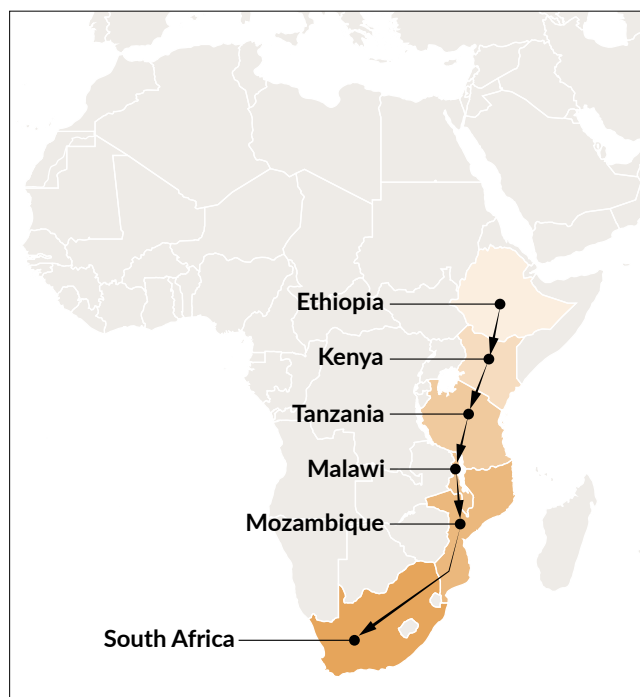 Ethiopia
Kenya
Tanzania
Malawi
Mozambique
South Africa